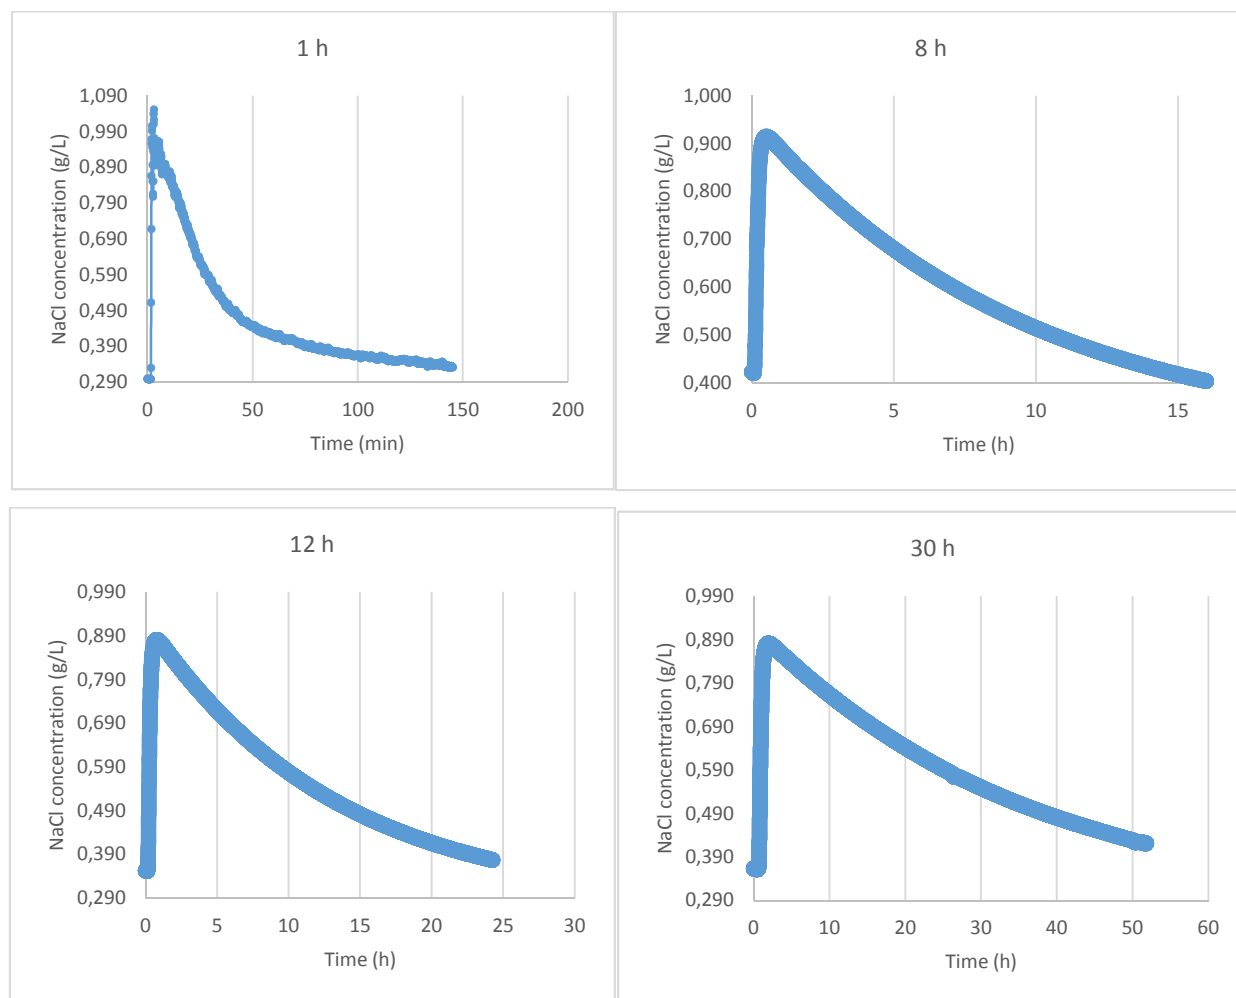 1 h
NaCl concentration (g/L)
1,090
0,990
0,890
0,790
0,690
0,590
0,490
0,390
0,290
0 50 100 150 200
Time (min)
8 h
NaCl concentration (g/L)
1,000
0,900
0,800
0,700
0,600
0,500
0,400
0 5 10 15
Time (h)
12 h
NaCl concentration (g/L)
0,990
0,890
0,790
0,690
0,590
0,490
0,390
0,290
0 5 10 15 20 25 30
Time (h)
30 h
NaCl concentration (g/L)
0,990
0,890
0,790
0,690
0,590
0,490
0,390
0,290
0 10 20 30 40 50 60
Time (h)